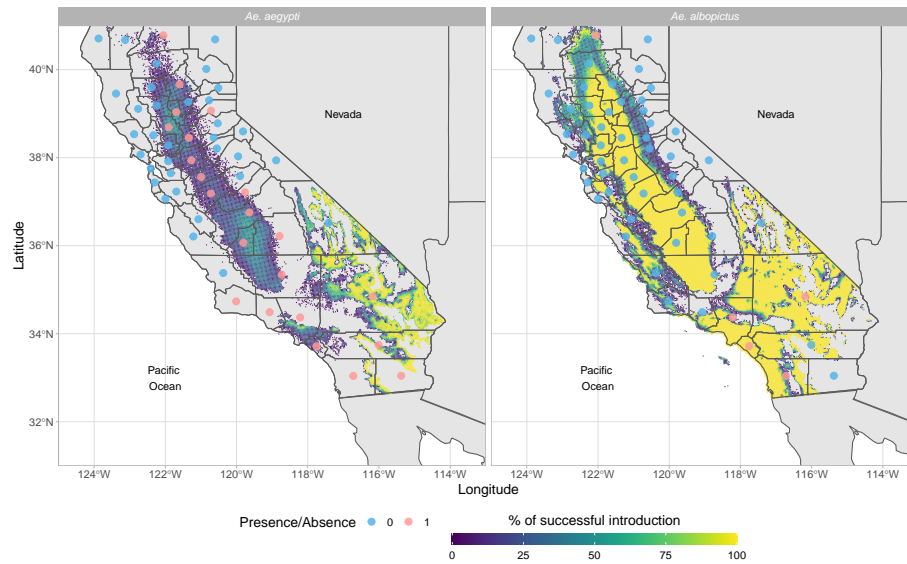 Ae. aegypti
Ae. albopictus
40°N
38°N
36°N
34°N
32°N
Latitude
Nevada
Nevada
Pacific
Ocean
Pacific
Ocean
124°W 122°W 120°W 118°W 116°W 114°W
124°W 122°W 120°W 118°W 116°W 114°W
Longitude
Presence/Absence 0 1
% of successful introduction
0 25 50 75 100